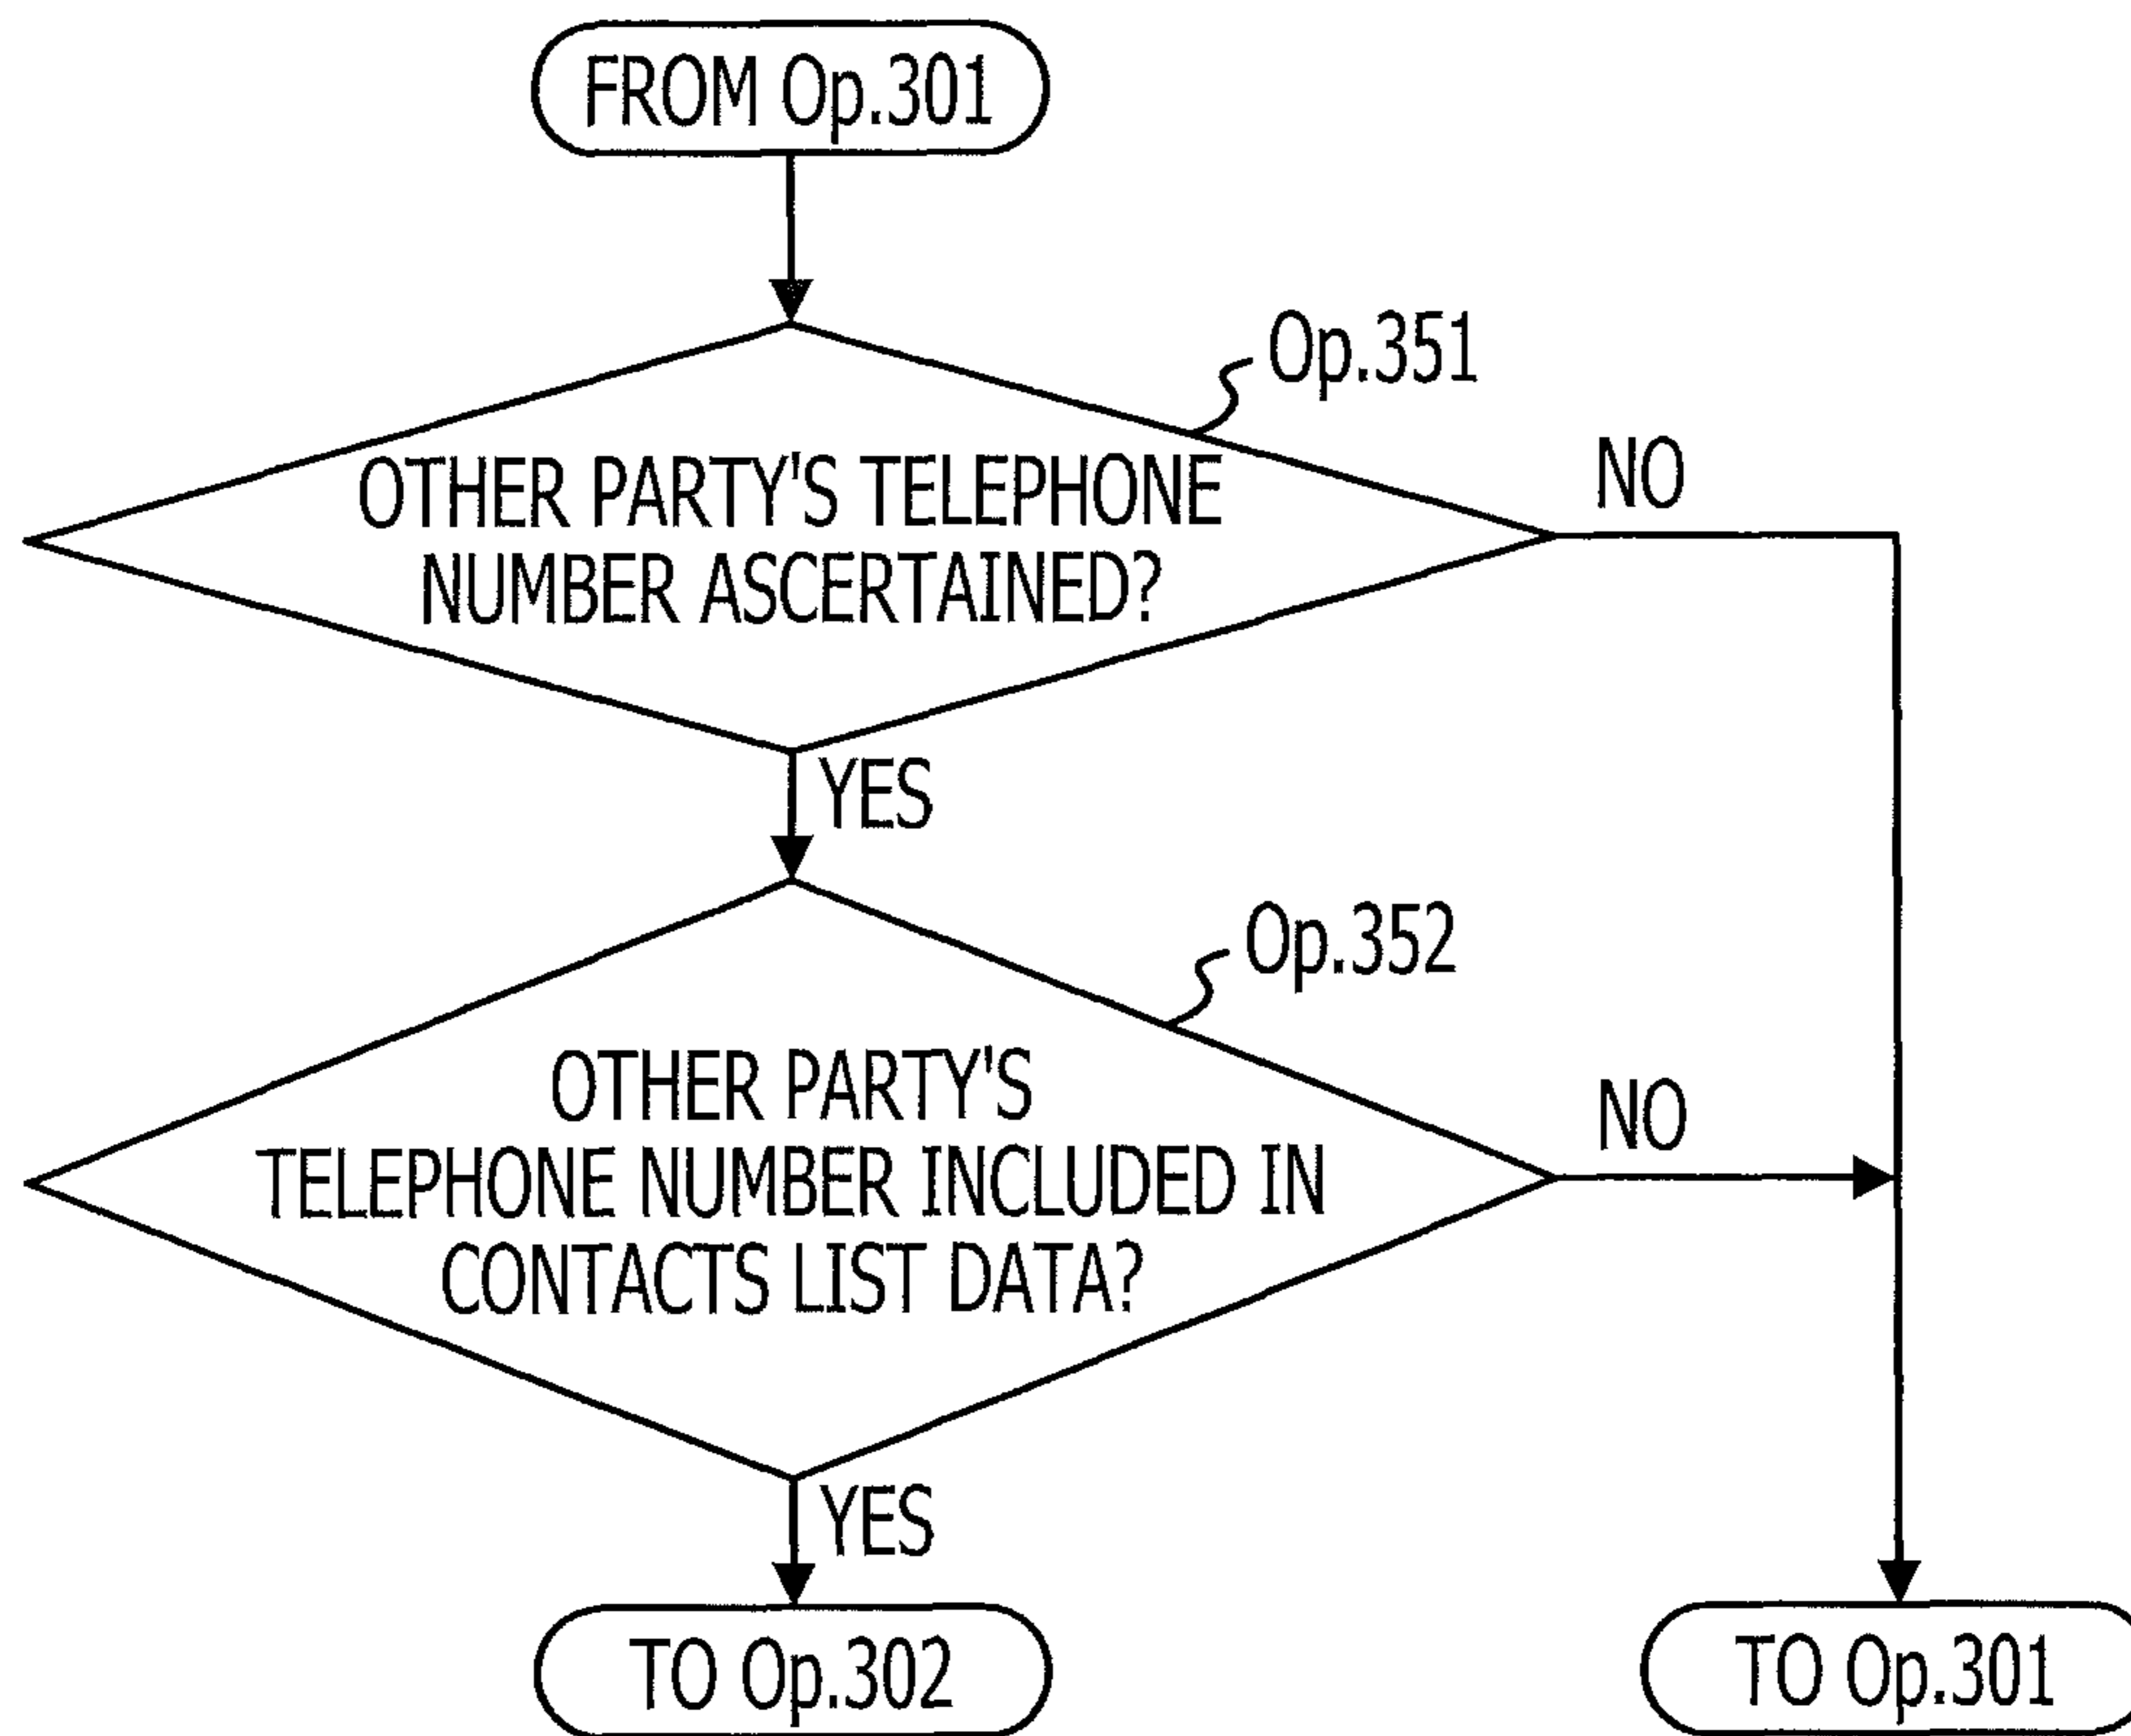 FROM Op.301
Op.351
OTHER PARTY'S TELEPHONE
NUMBER ASCERTAINED?
NO
YES
Op.352
OTHER PARTY'S
TELEPHONE NUMBER INCLUDED IN
CONTACTS LIST DATA?
NO
YES
TO Op.302
TO Op.301